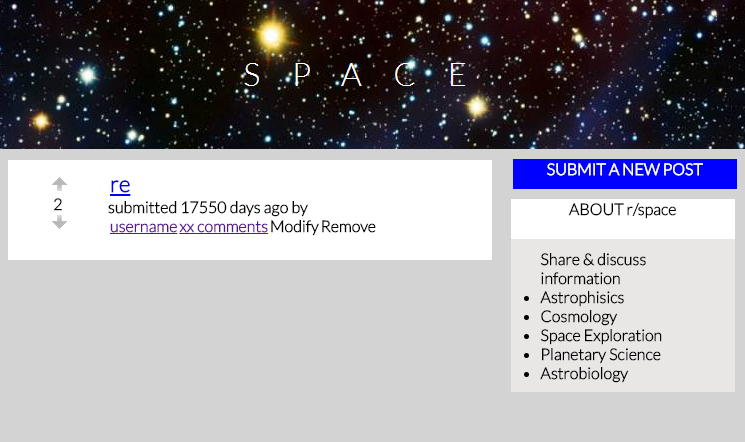 S P A C E
re
2
submitted 17550 days ago by
username xx comments Modify Remove
SUBMIT A NEW POST
ABOUT r/space
Share & discuss
information
Astrophisics
Cosmology
Space Exploration
Planetary Science
Astrobiology